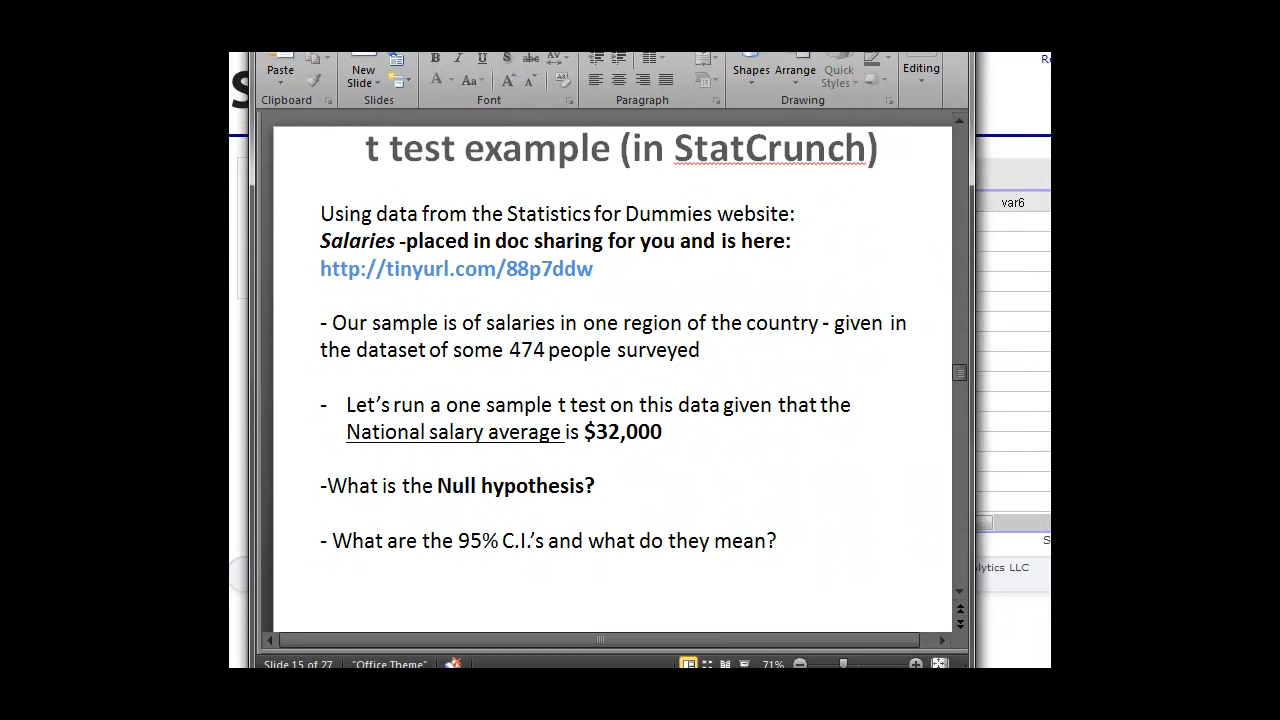 S
Re
B I U S abc AV
Paste
New
Slide
A Aa A A
Shapes Arrange Quick
Styles
Editing
Clipboard Slides Font Paragraph Drawing
t test example (in StatCrunch)
var6
Using data from the Statistics for Dummies website:
Salaries -placed in doc sharing for you and is here:
http://tinyurl.com/88p7ddw
- Our sample is of salaries in one region of the country - given in
the dataset of some 474 people surveyed
- Let's run a one sample t test on this data given that the
National salary average is $32,000
-What is the Null hypothesis?
- What are the 95% C.I.'s and what do they mean?
S
lytics LLC
Slide 15 of 27 "Office Theme" 71%